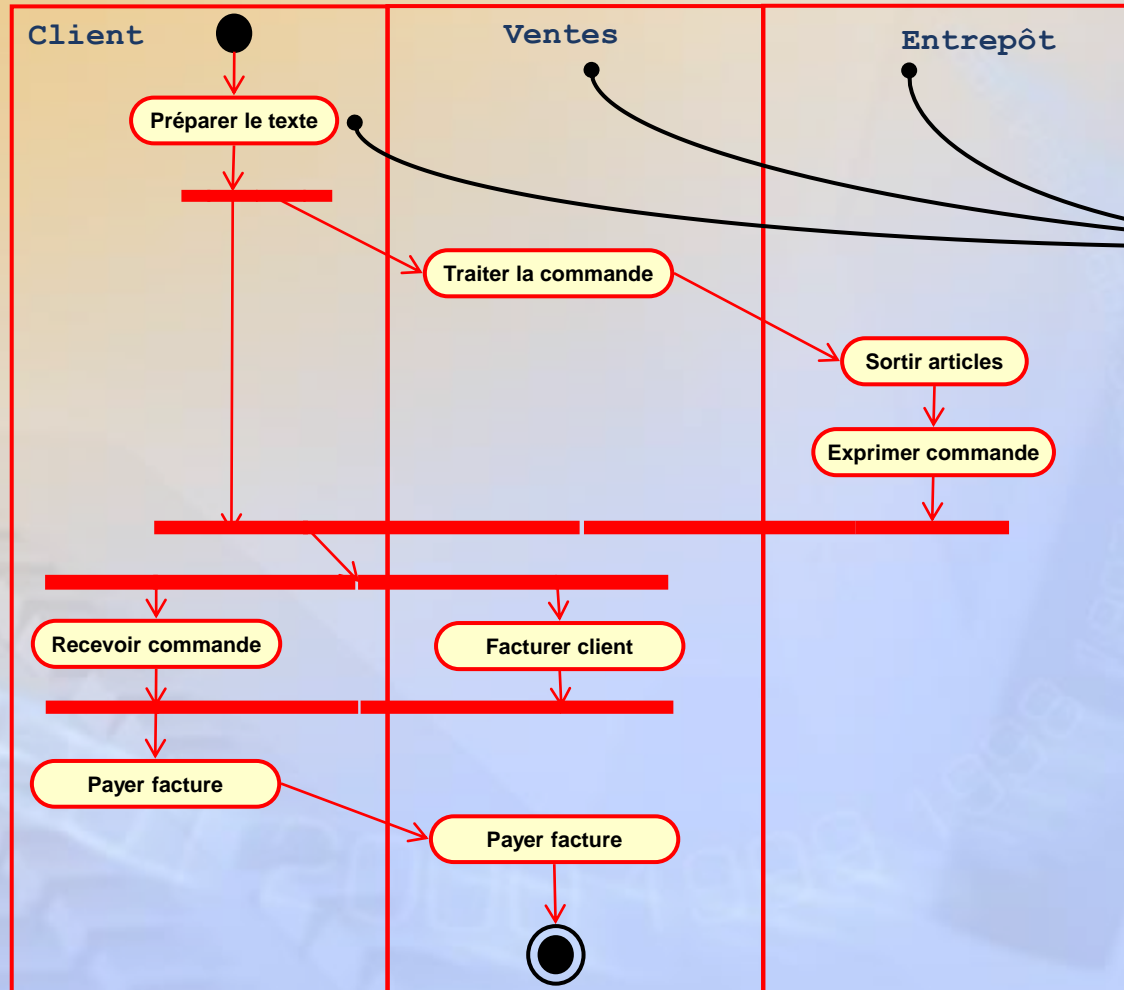 Client
Ventes
Entrepôt
Préparer le texte
Traiter la commande
Sortir articles
Exprimer commande
Recevoir commande
Facturer client
Payer facture
Payer facture